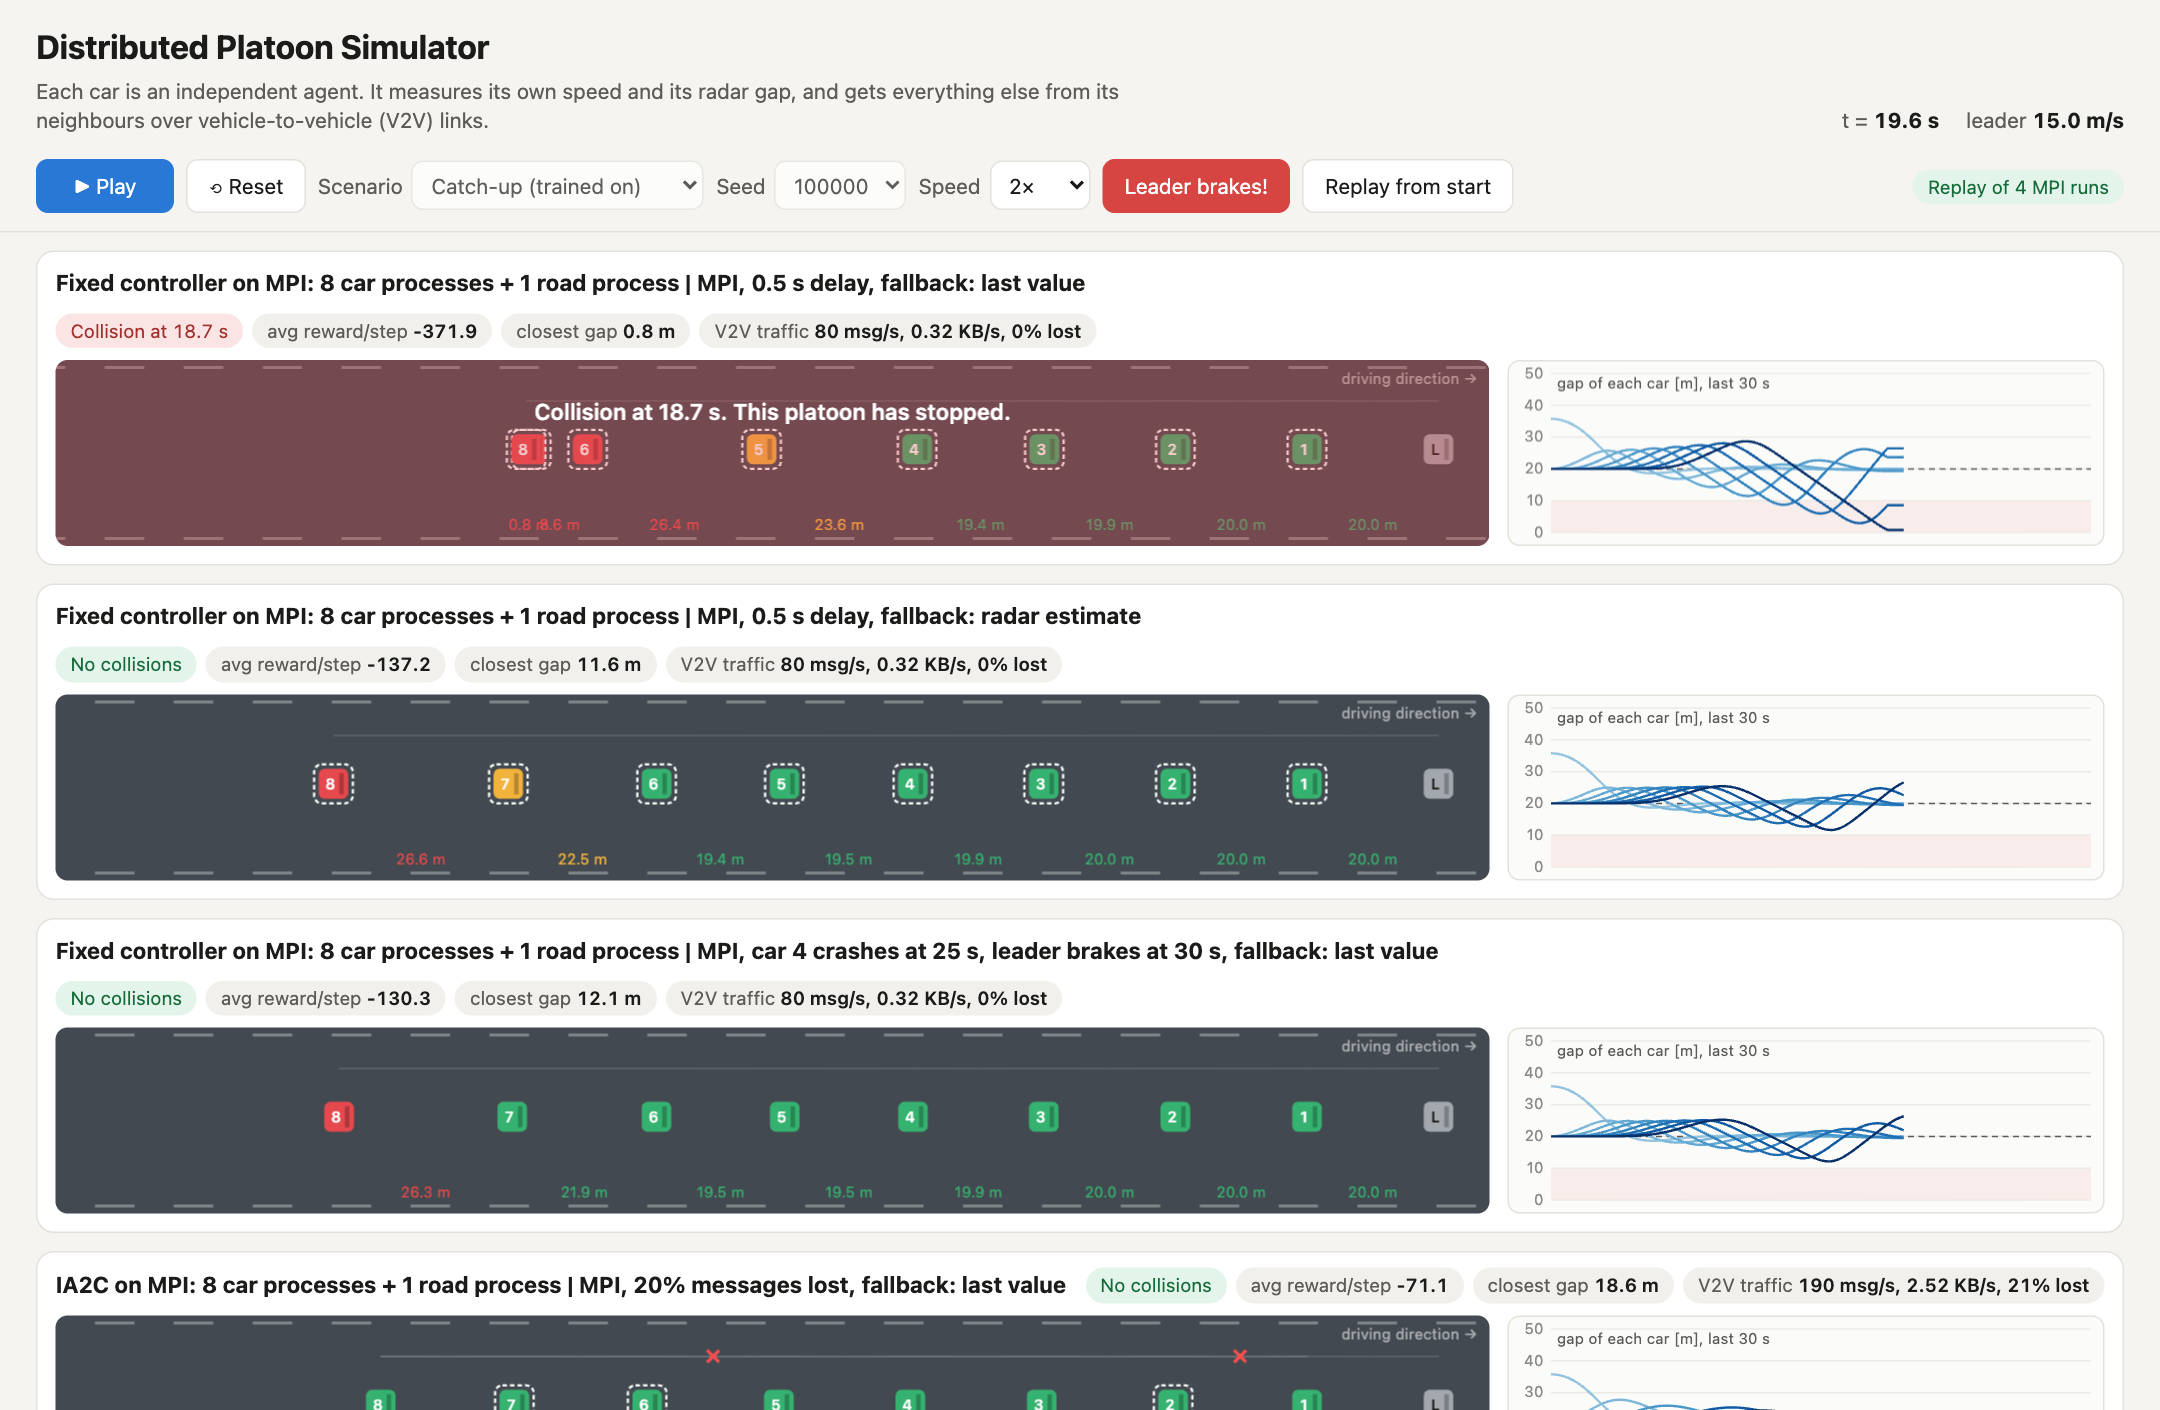 Distributed Platoon Simulator
Each car is an independent agent. It measures its own speed and its radar gap, and gets everything else from its
neighbours over vehicle-to-vehicle (V2V) links.
t = 19.6 s leader 15.0 m/s
▶ Play ⟲ Reset Scenario Catch-up (trained on) Seed 100000 Speed 2× Leader brakes! Replay from start Replay of 4 MPI runs
Fixed controller on MPI: 8 car processes + 1 road process | MPI, 0.5 s delay, fallback: last value
Collision at 18.7 s avg reward/step -371.9 closest gap 0.8 m V2V traffic 80 msg/s, 0.32 KB/s, 0% lost
driving direction →
Collision at 18.7 s. This platoon has stopped.
8 6 5 4 3 2 1 L
0.8 m 8.6 m 26.4 m 23.6 m 19.4 m 19.9 m 20.0 m 20.0 m
gap of each car [m], last 30 s
50
40
30
20
10
0
Fixed controller on MPI: 8 car processes + 1 road process | MPI, 0.5 s delay, fallback: radar estimate
No collisions avg reward/step -137.2 closest gap 11.6 m V2V traffic 80 msg/s, 0.32 KB/s, 0% lost
driving direction →
8 7 6 5 4 3 2 1 L
26.6 m 22.5 m 19.4 m 19.5 m 19.9 m 20.0 m 20.0 m 20.0 m
gap of each car [m], last 30 s
50
40
30
20
10
0
Fixed controller on MPI: 8 car processes + 1 road process | MPI, car 4 crashes at 25 s, leader brakes at 30 s, fallback: last value
No collisions avg reward/step -130.3 closest gap 12.1 m V2V traffic 80 msg/s, 0.32 KB/s, 0% lost
driving direction →
8 7 6 5 4 3 2 1 L
26.3 m 21.9 m 19.5 m 19.5 m 19.9 m 20.0 m 20.0 m 20.0 m
gap of each car [m], last 30 s
50
40
30
20
10
0
IA2C on MPI: 8 car processes + 1 road process | MPI, 20% messages lost, fallback: last value No collisions avg reward/step -71.1 closest gap 18.6 m V2V traffic 190 msg/s, 2.52 KB/s, 21% lost
driving direction →
8 7 6 5 4 3 2 1 L
gap of each car [m], last 30 s
50
40
30